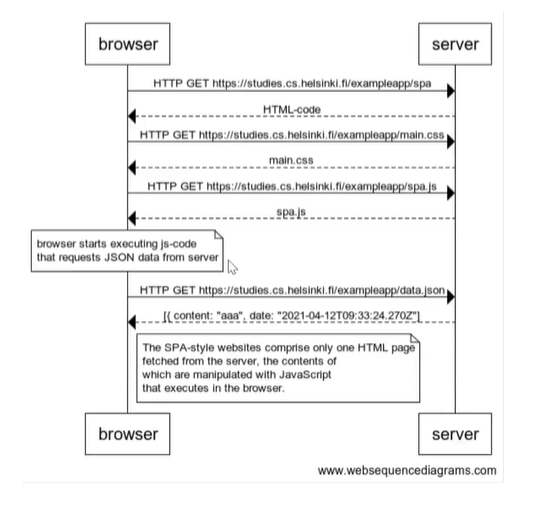 browser server
HTTP GET https://studies.cs.helsinki.fi/exampleapp/spa
HTML-code
HTTP GET https://studies.cs.helsinki.fi/exampleapp/main.css
main.css
HTTP GET https://studies.cs.helsinki.fi/exampleapp/spa.js
spa.js
browser starts executing js-code
that requests JSON data from server
HTTP GET https://studies.cs.helsinki.fi/exampleapp/data.json
[{ content: "aaa", date: "2021-04-12T09:33:24.270Z"]
The SPA-style websites comprise only one HTML page
fetched from the server, the contents of
which are manipulated with JavaScript
that executes in the browser.
browser server
www.websequencediagrams.com